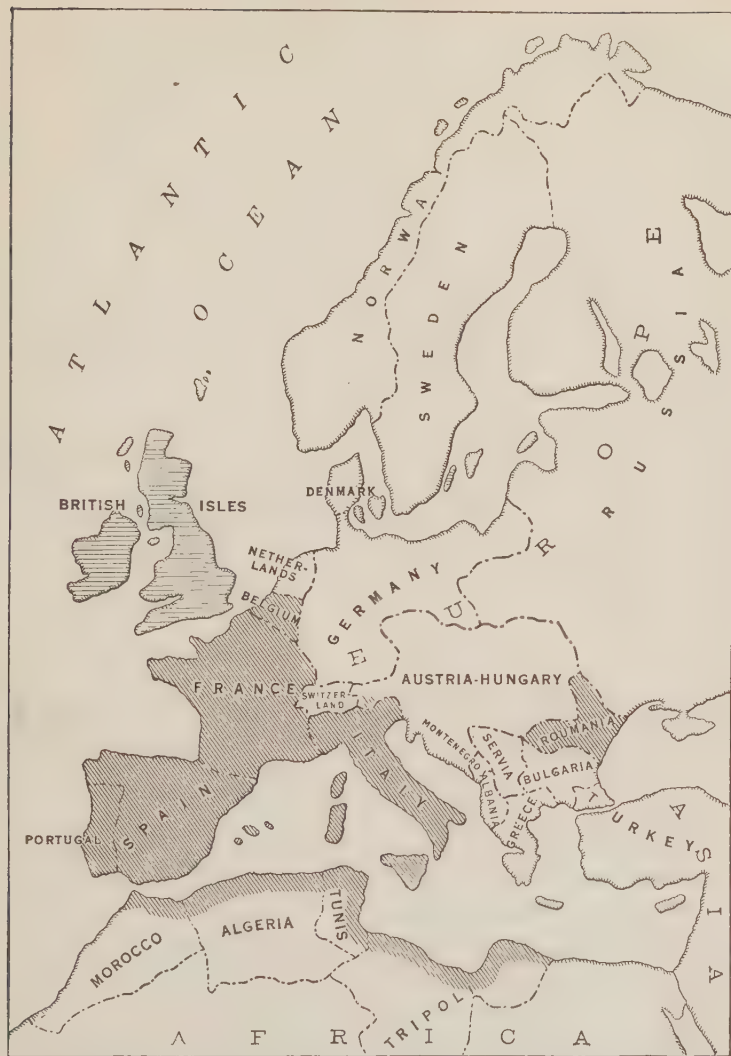 ATLANTIC
OCEAN
NORWA
SWEDEN
EUROPE
RUSSIA
BRITISH ISLES
DENMARK
NETHER-
LANDS
BELGIUM
GERMANY
FRANCE
SWITZER-
LAND
AUSTRIA-HUNGARY
ITALY
MONTENEGRO
SERVIA
ROUMANIA
BULGARIA
ALBANIA
GREECE
TURKEY
ASIA
PORTUGAL
SPAIN
MOROCCO
ALGERIA
TUNIS
TRIPOLI
AFRICA